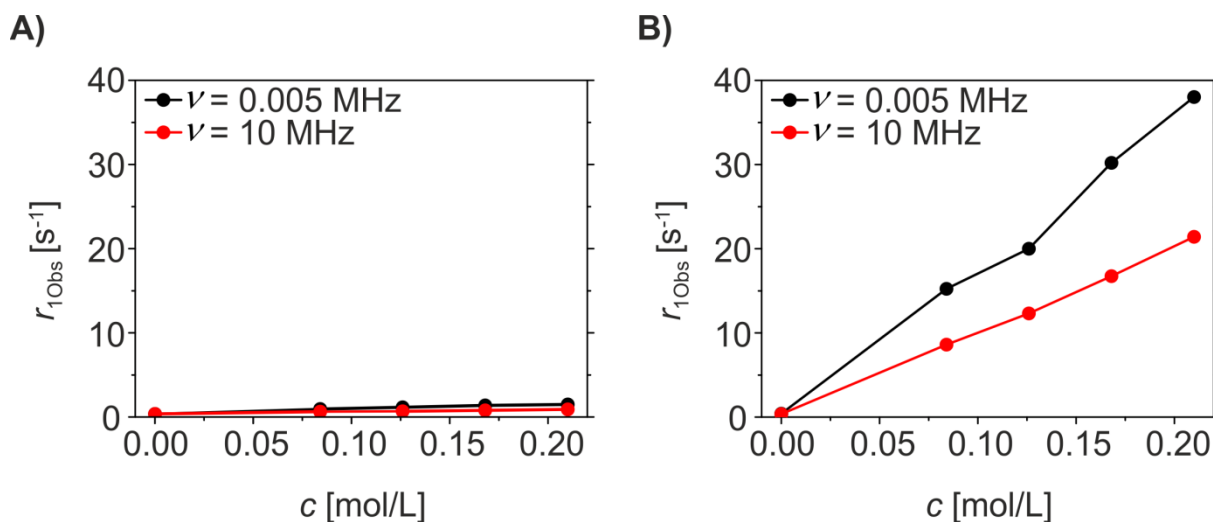 A)
40
30
20
10
0
r1Obs [s-1]
ν = 0.005 MHz
ν = 10 MHz
0.00 0.05 0.10 0.15 0.20
c [mol/L]
B)
40
30
20
10
0
r1Obs [s-1]
ν = 0.005 MHz
ν = 10 MHz
0.00 0.05 0.10 0.15 0.20
c [mol/L]